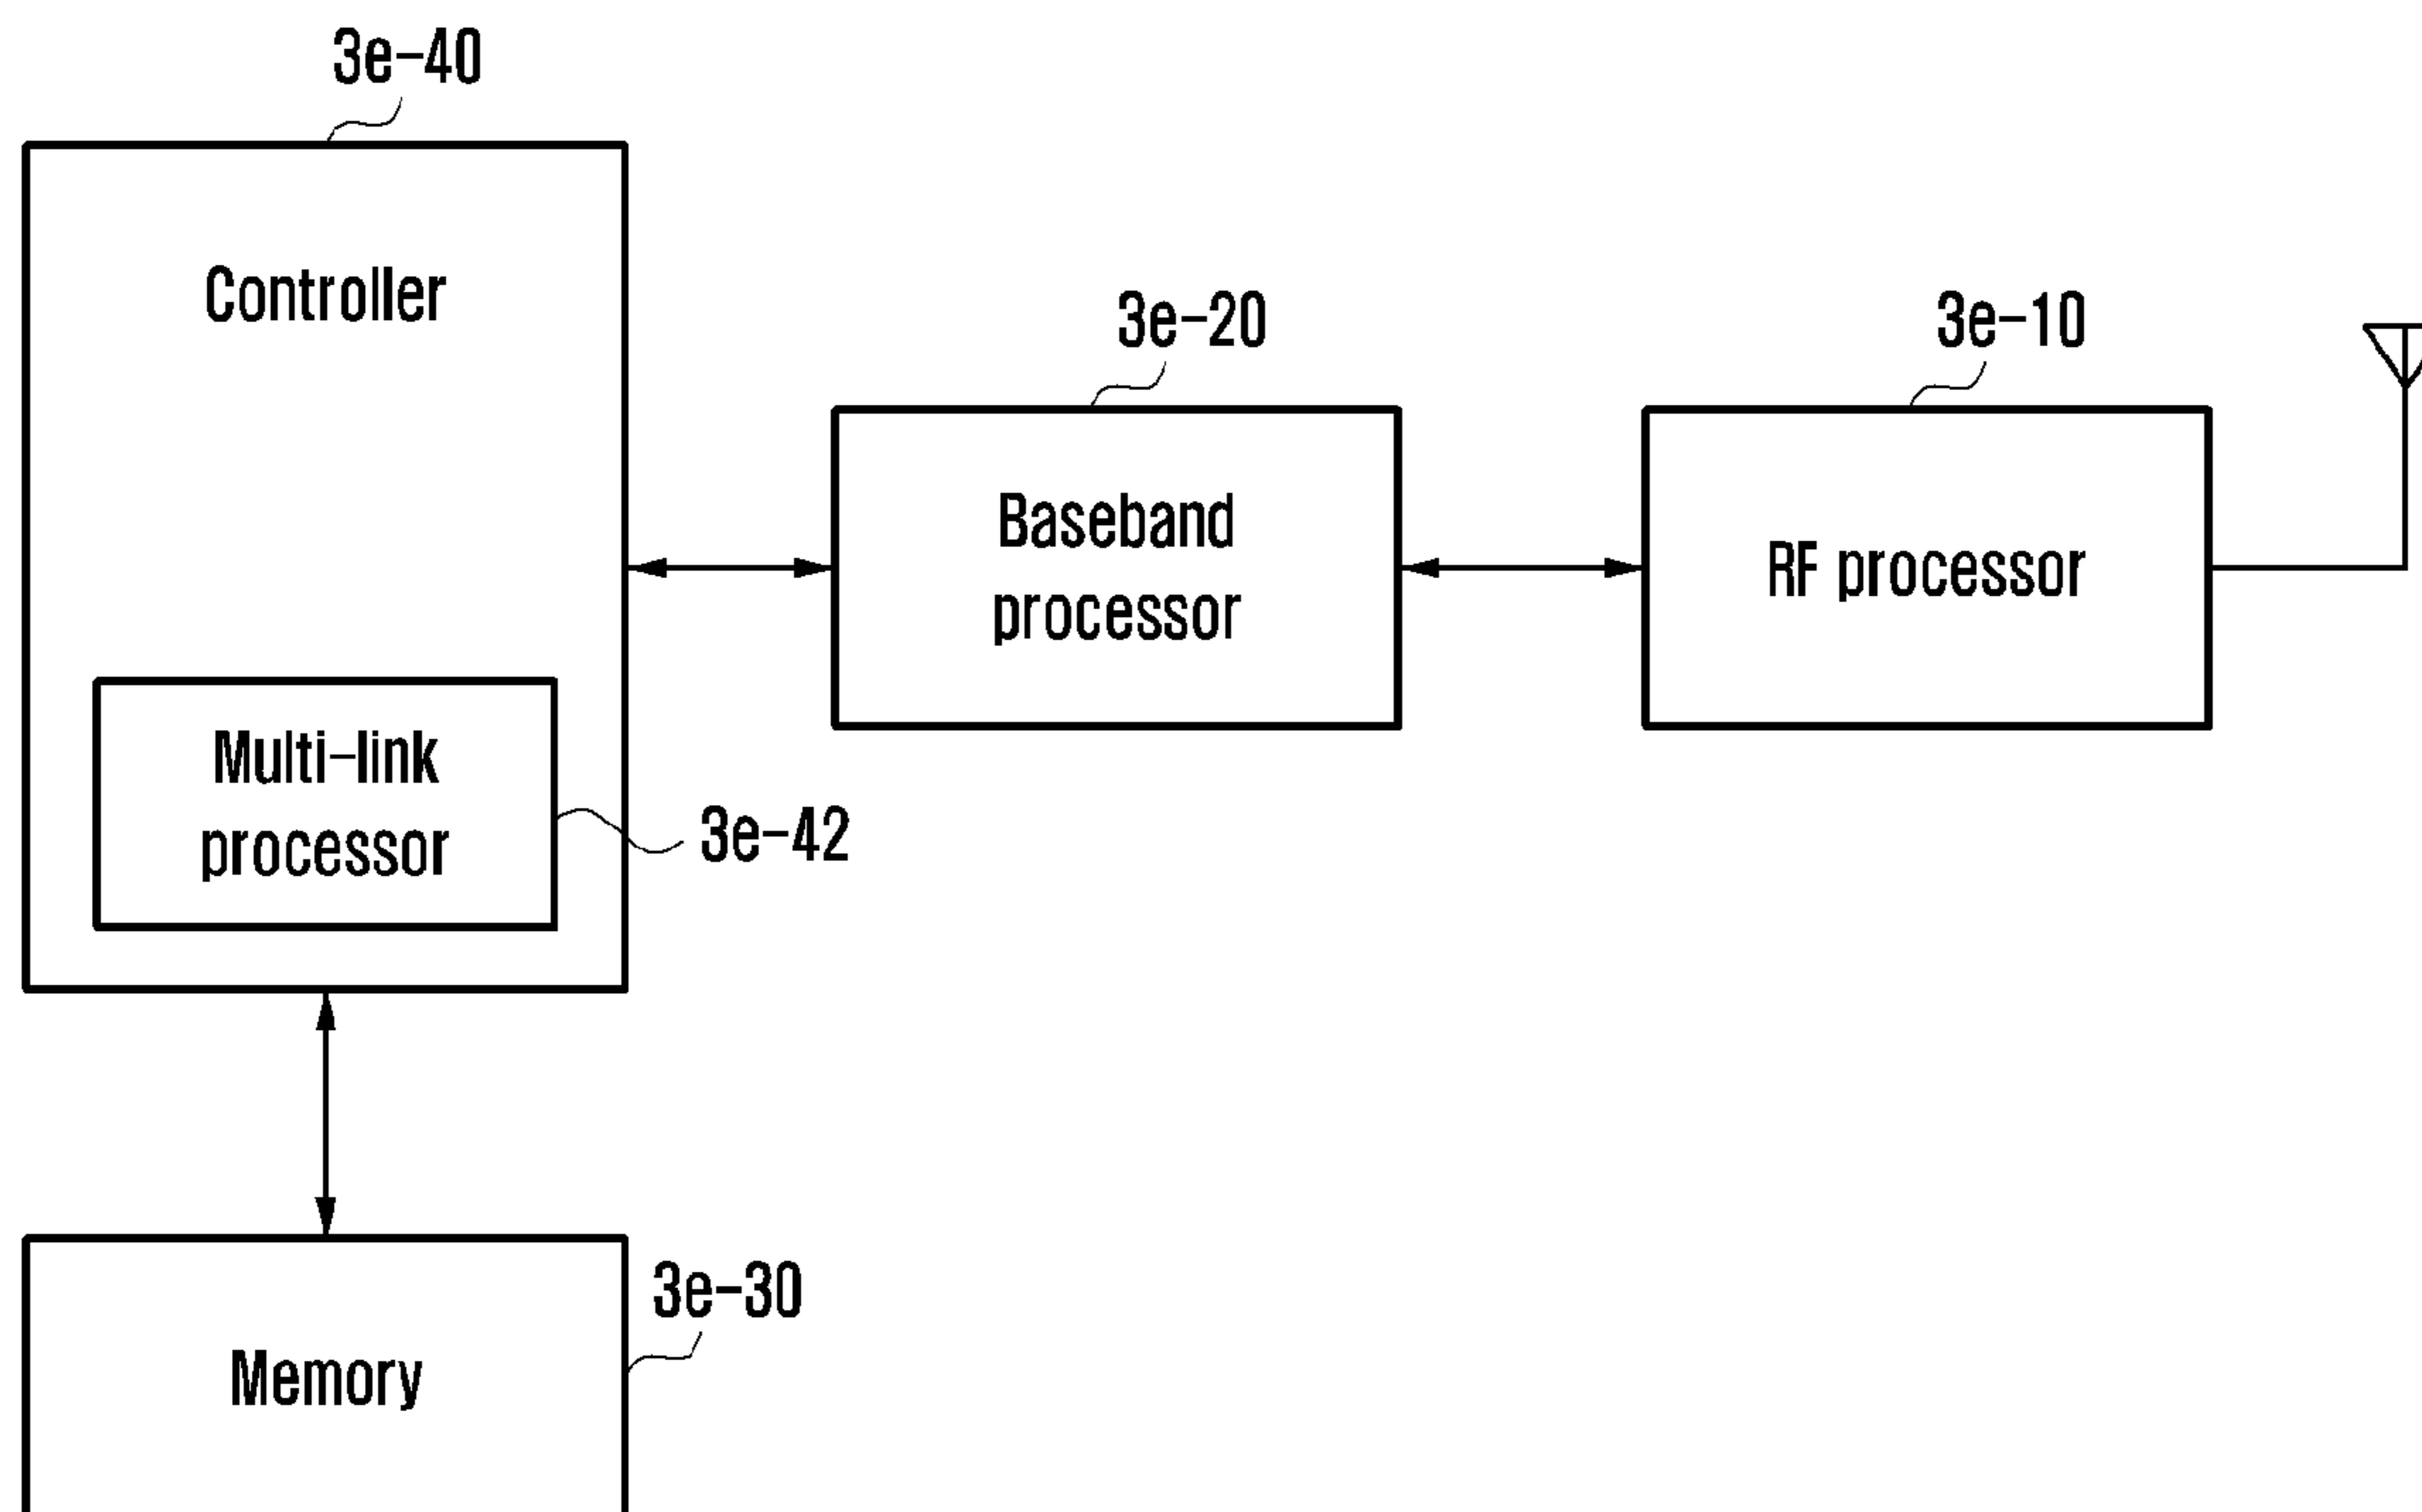 3e-40
Controller
3e-20
3e-10
Baseband
processor
RF processor
Multi-link
processor
3e-42
3e-30
Memory